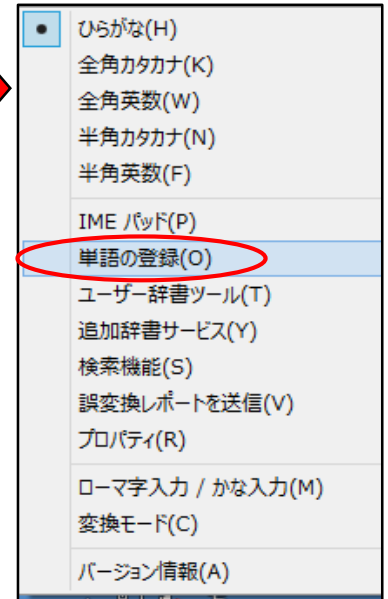 ひらがな(H)
全角カタカナ(K)
全角英数(W)
半角カタカナ(N)
半角英数(F)
IME パッド(P)
単語の登録(O)
ユーザー辞書ツール(T)
追加辞書サービス(Y)
検索機能(S)
誤変換レポートを送信(V)
プロパティ(R)
ローマ字入力 / かな入力(M)
変換モード(C)
バージョン情報(A)